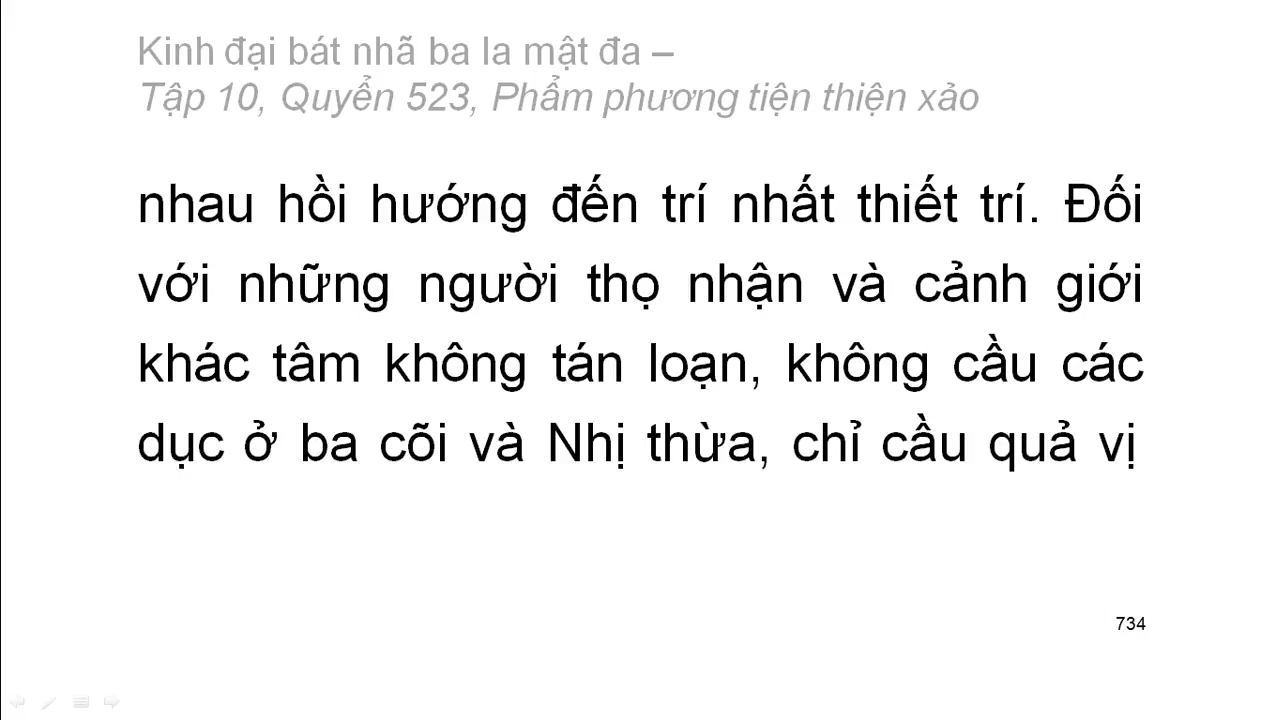 Kinh đại bát nhã ba la mật đa –
Tập 10, Quyển 523, Phẩm phương tiện thiện xảo
nhau hồi hướng đến trí nhất thiết trí. Đối
với những người thọ nhận và cảnh giới
khác tâm không tán loạn, không cầu các
dục ở ba cõi và Nhị thừa, chỉ cầu quả vị
734